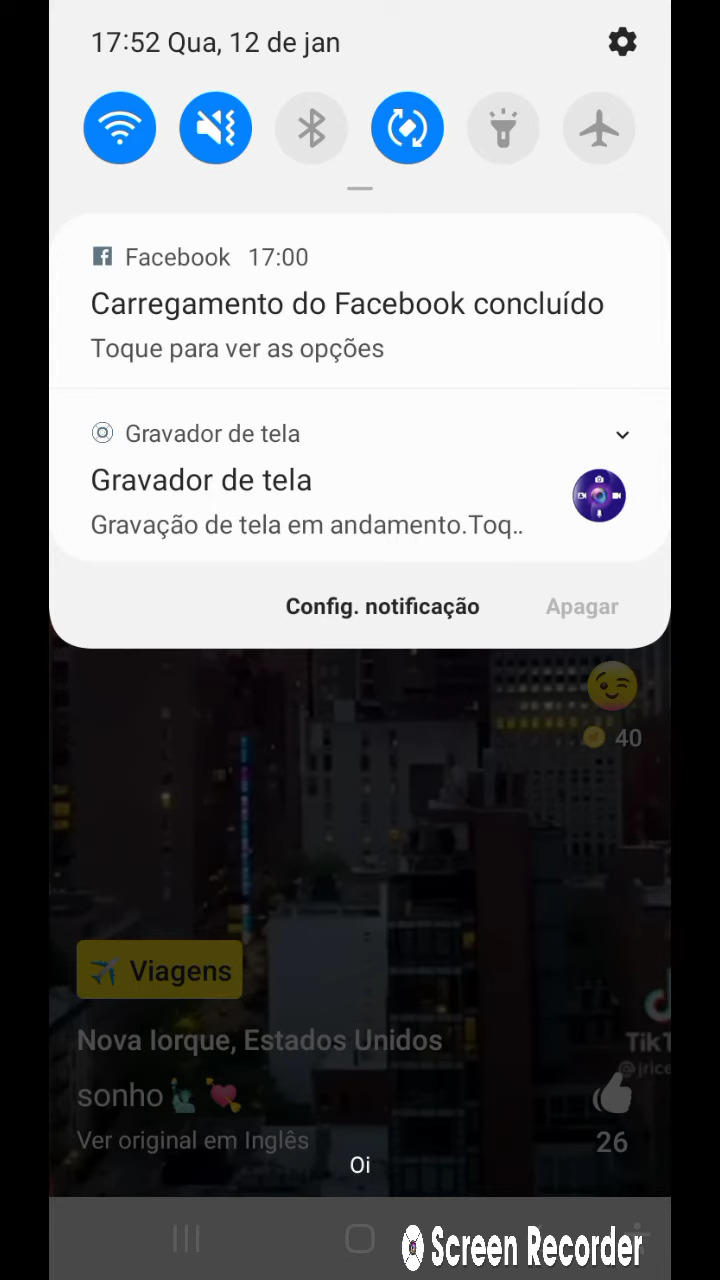 17:52 Qua, 12 de jan
Facebook 17:00
Carregamento do Facebook concluído
Toque para ver as opções
Gravador de tela
Gravador de tela
Gravação de tela em andamento.Toq..
Config. notificação Apagar
40
Viagens
Nova Iorque, Estados Unidos
TikT
@jrice
sonho
Ver original em Inglês
26
Oi
Screen Recorder